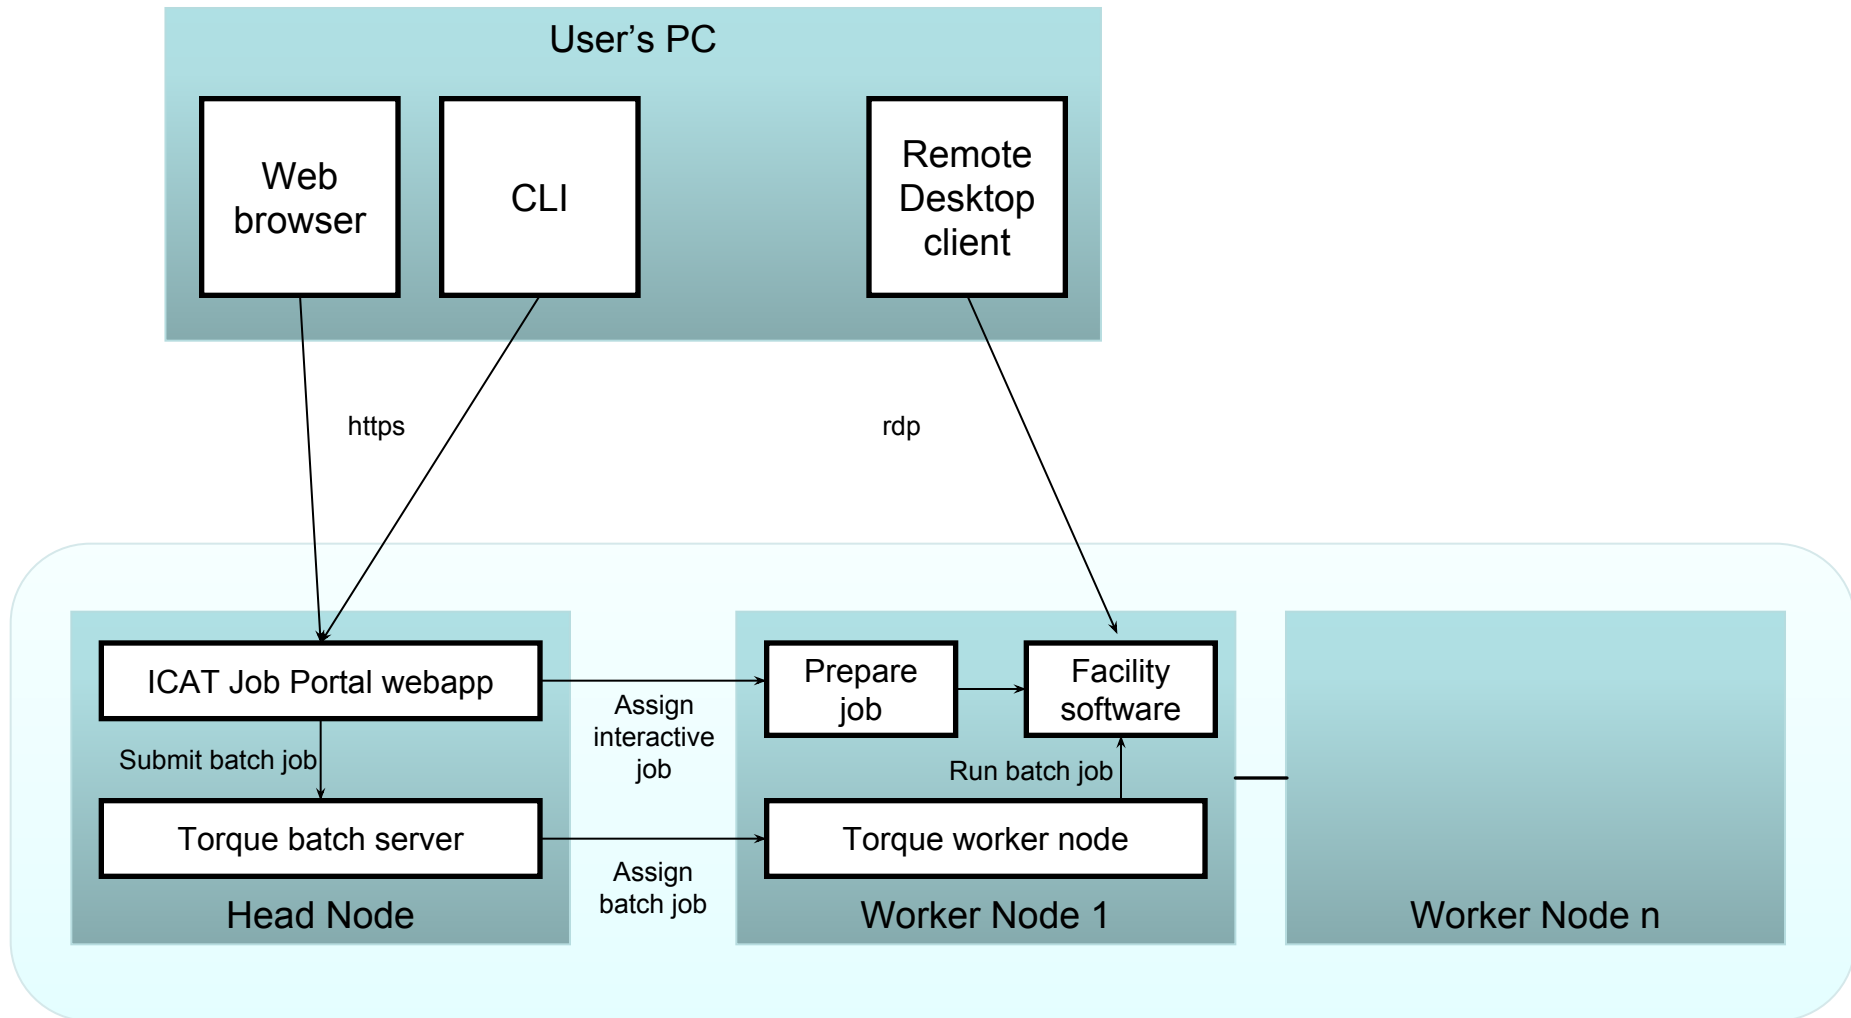 User’s PC
Web
browser
CLI
Remote
Desktop
client
https
rdp
ICAT Job Portal webapp
Assign
interactive
job
Prepare
job
Facility
software
Submit batch job
Run batch job
Torque batch server
Assign
batch job
Torque worker node
Head Node
Worker Node 1
Worker Node n